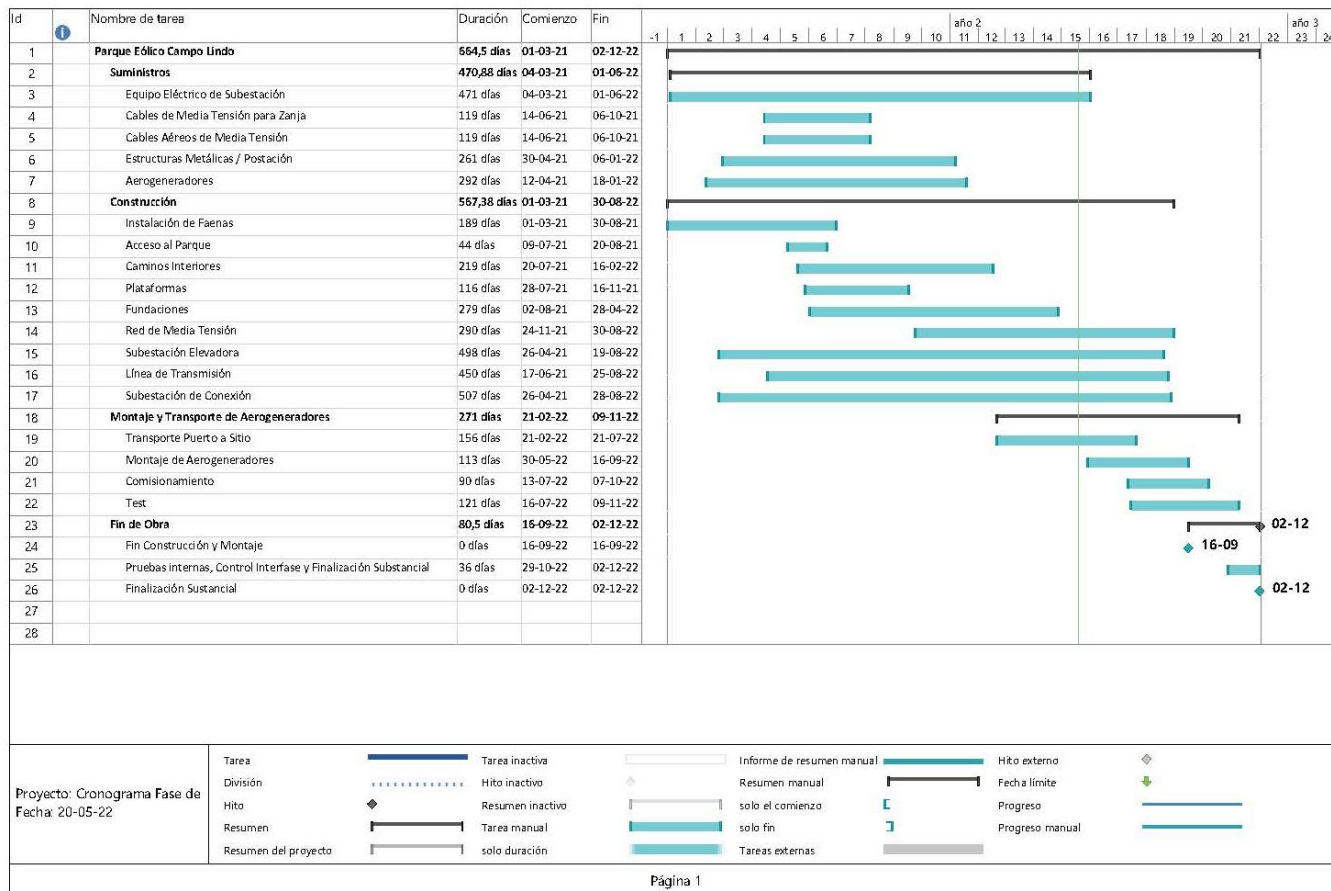 Id Nombre de tarea Duración Comienzo Fin año 2 año 3
-1 1 2 3 4 5 6 7 8 9 10 11 12 13 14 15 16 17 18 19 20 21 22 23 24
1 Parque Eólico Campo Lindo 664,5 días 01-03-21 02-12-22
2 Suministros 470,88 días 04-03-21 01-06-22
3 Equipo Eléctrico de Subestación 471 días 04-03-21 01-06-22
4 Cables de Media Tensión para Zanja 119 días 14-06-21 06-10-21
5 Cables Aéreos de Media Tensión 119 días 14-06-21 06-10-21
6 Estructuras Metálicas / Postación 261 días 30-04-21 06-01-22
7 Aerogeneradores 292 días 12-04-21 18-01-22
8 Construcción 567,38 días 01-03-21 30-08-22
9 Instalación de Faenas 189 días 01-03-21 30-08-21
10 Acceso al Parque 44 días 09-07-21 20-08-21
11 Caminos Interiores 219 días 20-07-21 16-02-22
12 Plataformas 116 días 28-07-21 16-11-21
13 Fundaciones 279 días 02-08-21 28-04-22
14 Red de Media Tensión 290 días 24-11-21 30-08-22
15 Subestación Elevadora 498 días 26-04-21 19-08-22
16 Línea de Transmisión 450 días 17-06-21 25-08-22
17 Subestación de Conexión 507 días 26-04-21 28-08-22
18 Montaje y Transporte de Aerogeneradores 271 días 21-02-22 09-11-22
19 Transporte Puerto a Sitio 156 días 21-02-22 21-07-22
20 Montaje de Aerogeneradores 113 días 30-05-22 16-09-22
21 Comisionamiento 90 días 13-07-22 07-10-22
22 Test 121 días 16-07-22 09-11-22
23 Fin de Obra 80,5 días 16-09-22 02-12-22 02-12
24 Fin Construcción y Montaje 0 días 16-09-22 16-09-22 16-09
25 Pruebas internas, Control Interfase y Finalización Substancial 36 días 29-10-22 02-12-22
26 Finalización Sustancial 0 días 02-12-22 02-12-22 02-12
27
28
Proyecto: Cronograma Fase de
Fecha: 20-05-22
Tarea Tarea inactiva Informe de resumen manual Hito externo
División Hito inactivo Resumen manual Fecha límite
Hito Resumen inactivo solo el comienzo Progreso
Resumen Tarea manual solo fin Progreso manual
Resumen del proyecto solo duración Tareas externas
Página 1